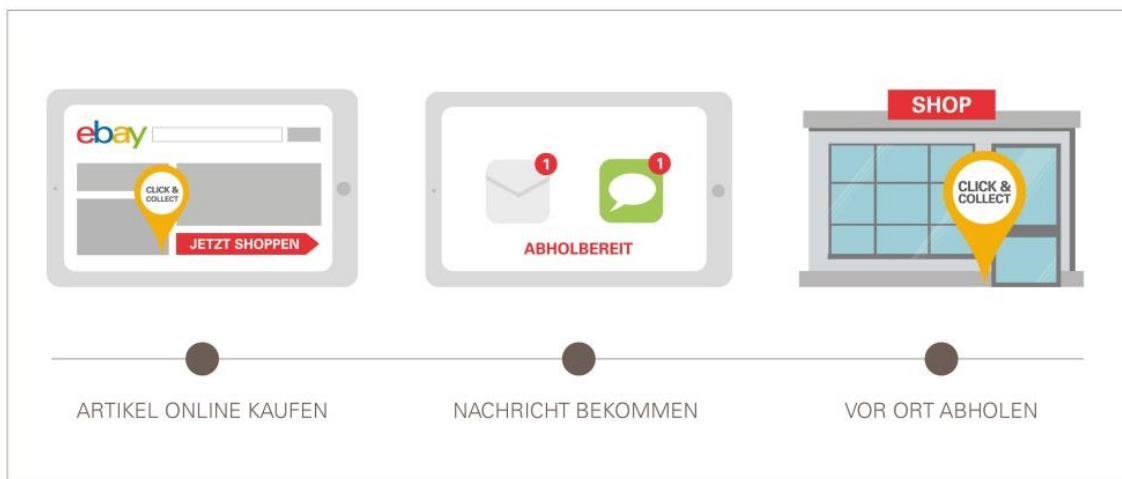 ebay
CLICK &
COLLECT
JETZT SHOPPEN
ARTIKEL ONLINE KAUFEN
1
1
ABHOLBEREIT
NACHRICHT BEKOMMEN
SHOP
CLICK &
COLLECT
VOR ORT ABHOLEN